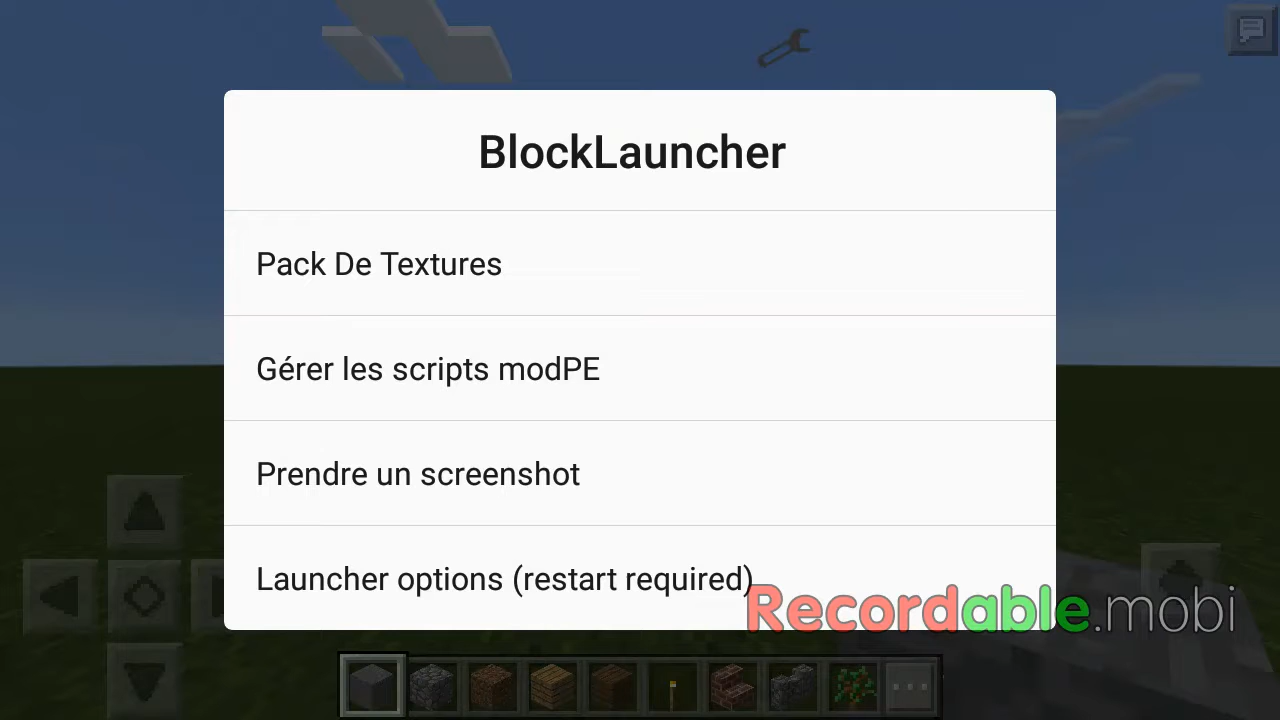 BlockLauncher
Pack De Textures
Gérer les scripts modPE
Prendre un screenshot
Launcher options (restart required)
Recordable.mobi